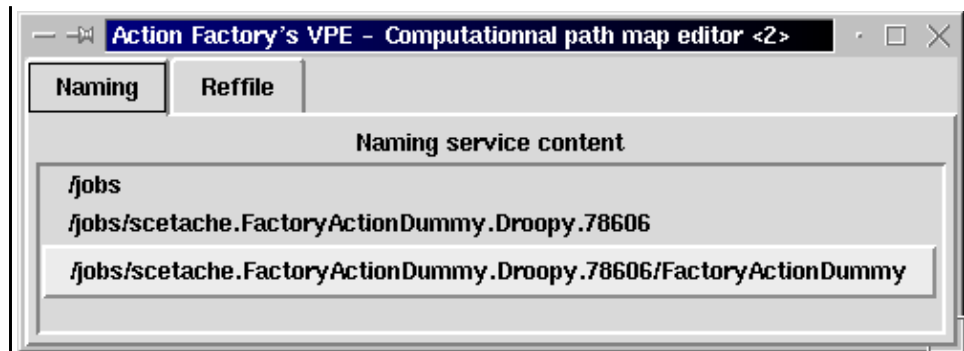 Action Factory's VPE - Computationnal path map editor <2>
Naming Reffile
Naming service content
/jobs
/jobs/scetache.FactoryActionDummy.Droopy.78606
/jobs/scetache.FactoryActionDummy.Droopy.78606/FactoryActionDummy